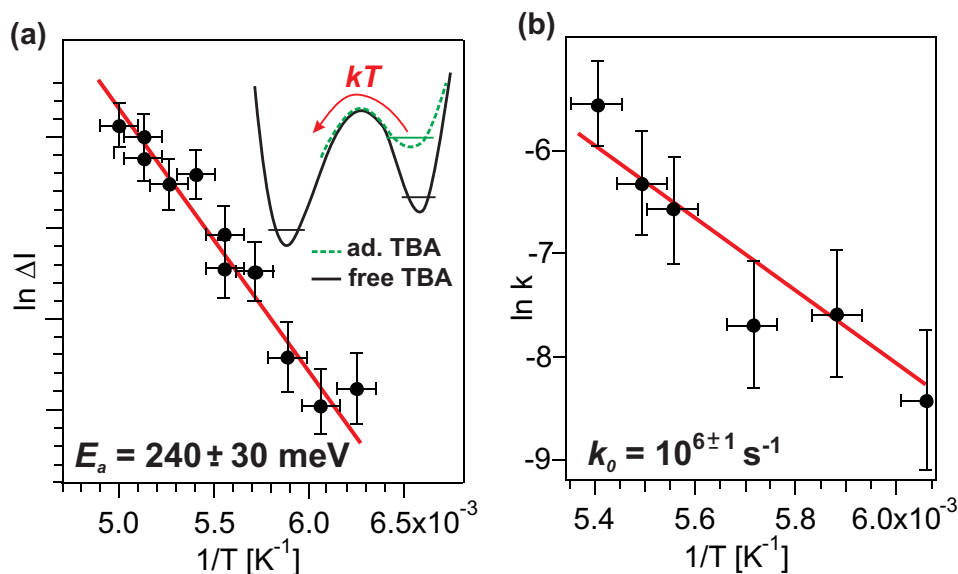 (a)
kT
ad. TBA
free TBA
ln ΔI
E_a = 240 ± 30 meV
5.0 5.5 6.0 6.5x10^-3
1/T [K^-1]
(b)
-5
-6
-7
-8
-9
ln k
k_0 = 10^6±1 s^-1
5.4 5.6 5.8 6.0x10^-3
1/T [K^-1]